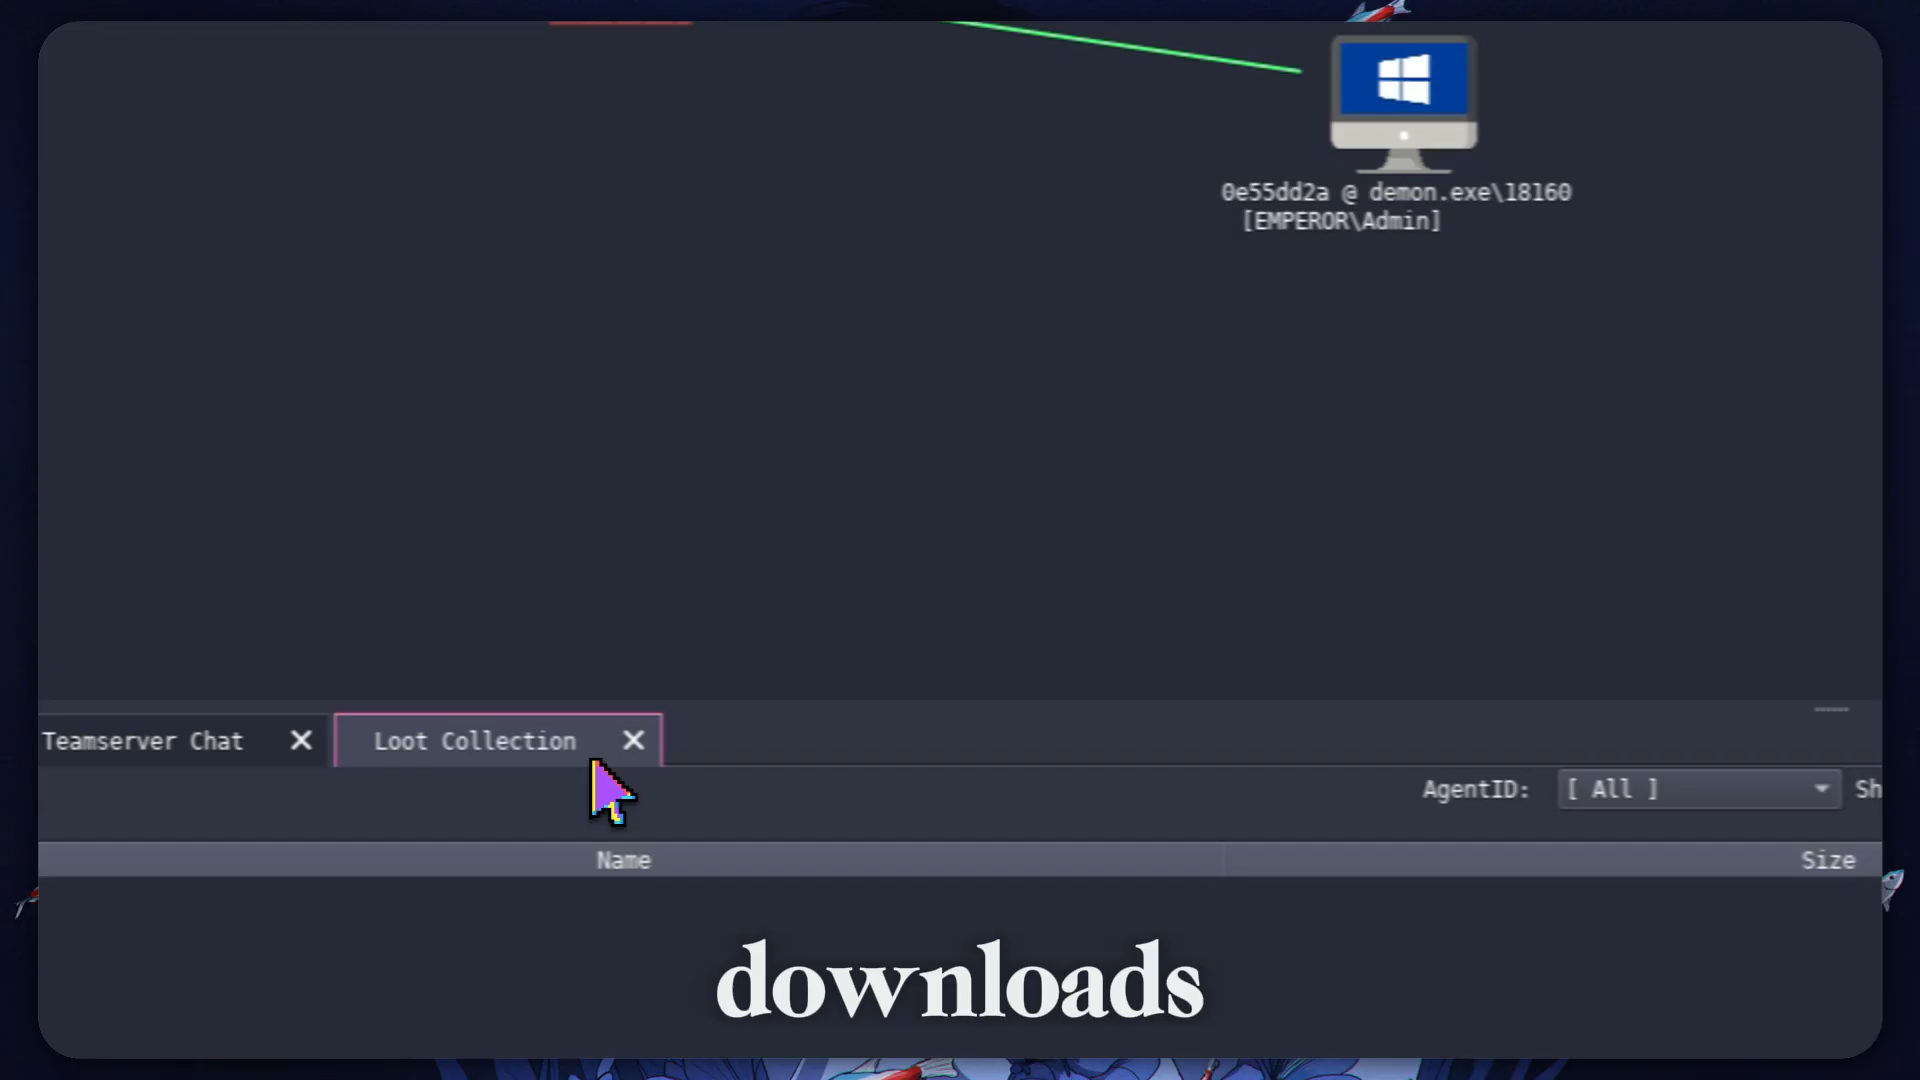 0e55dd2a @ demon.exe\18160
[EMPEROR\Admin]
Teamserver Chat
Loot Collection
AgentID: [ All ] Sh
Name Size
downloads